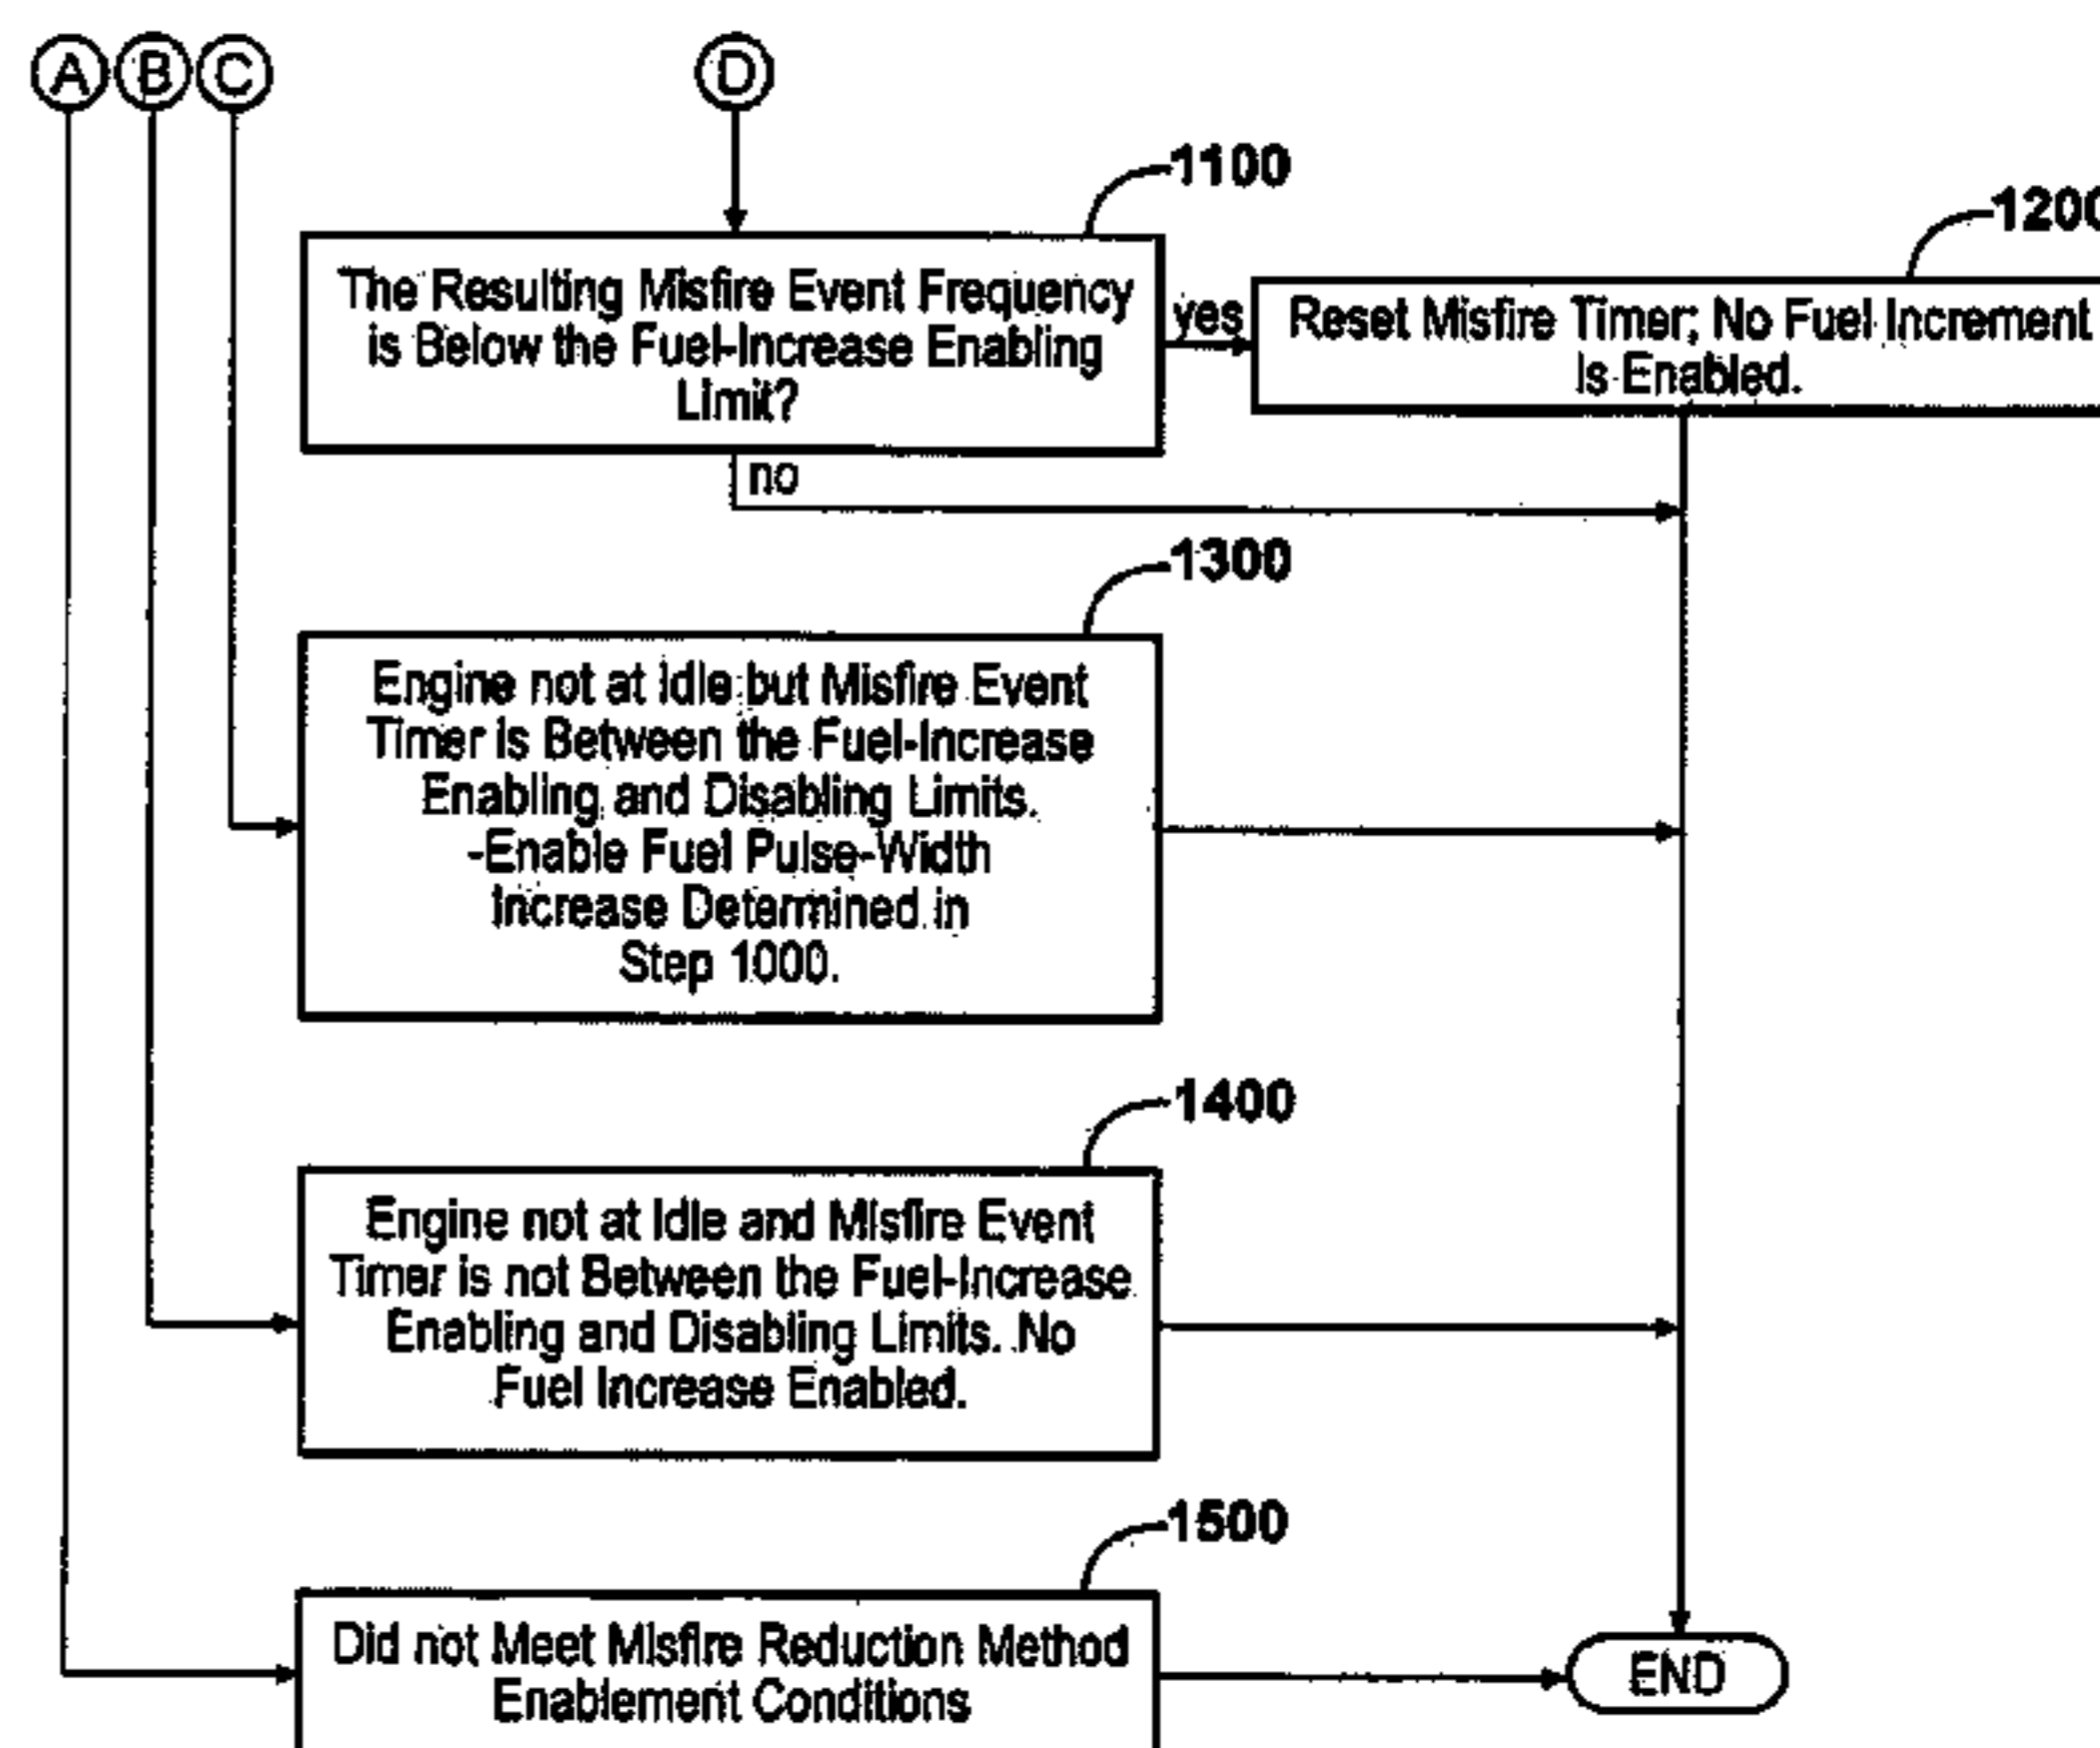 A B C D
1100
1200
The Resulting Misfire Event Frequency
is Below the Fuel-Increase Enabling
Limit?
yes
Reset Misfire Timer; No Fuel Increment
Is Enabled.
no
1300
Engine not at Idle but Misfire Event
Timer is Between the Fuel-Increase
Enabling and Disabling Limits.
-Enable Fuel Pulse-Width
Increase Determined in
Step 1000.
1400
Engine not at Idle and Misfire Event
Timer is not Between the Fuel-Increase
Enabling and Disabling Limits. No
Fuel Increase Enabled.
1500
Did not Meet Misfire Reduction Method
Enablement Conditions
END